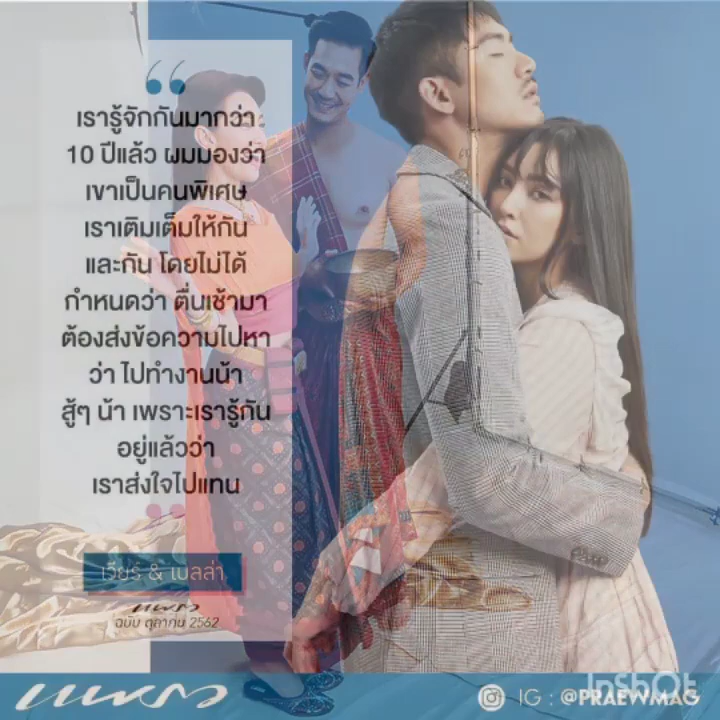 เรารู้จักกันมากว่า
10 ปีแล้ว ผมมองว่า
เขาเป็นคนพิเศษ
เราเติมเต็มให้กัน
และกัน โดยไม่ได้
กำหนดว่า ตื่นเช้ามา
ต้องส่งข้อความไปหา
ว่า ไปทำงานน้า
สู้ๆ น้า เพราะเรารู้กัน
อยู่แล้วว่า
เราส่งใจไปแทน
เวียร์ & เบลล่า
แพรว
ฉบับ ตุลาคม 2562
แพรว
IG : @PRAEWMAG
InShOt